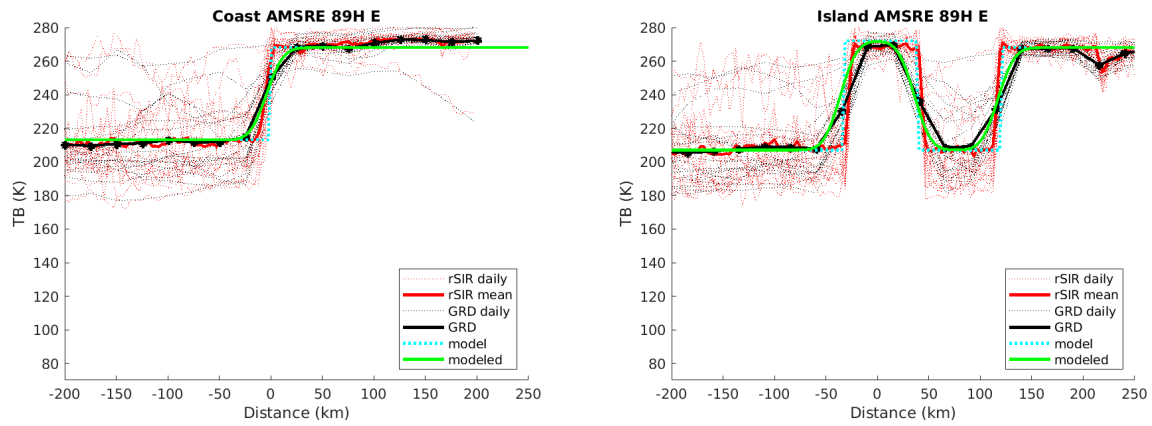 Coast AMSRE 89H E
280
260
240
220
200
180
160
140
120
100
80
TB (K)
-200 -150 -100 -50 0 50 100 150 200 250
Distance (km)
rSIR daily
rSIR mean
GRD daily
GRD
model
modeled
Island AMSRE 89H E
280
260
240
220
200
180
160
140
120
100
80
TB (K)
-200 -150 -100 -50 0 50 100 150 200 250
Distance (km)
rSIR daily
rSIR mean
GRD daily
GRD
model
modeled